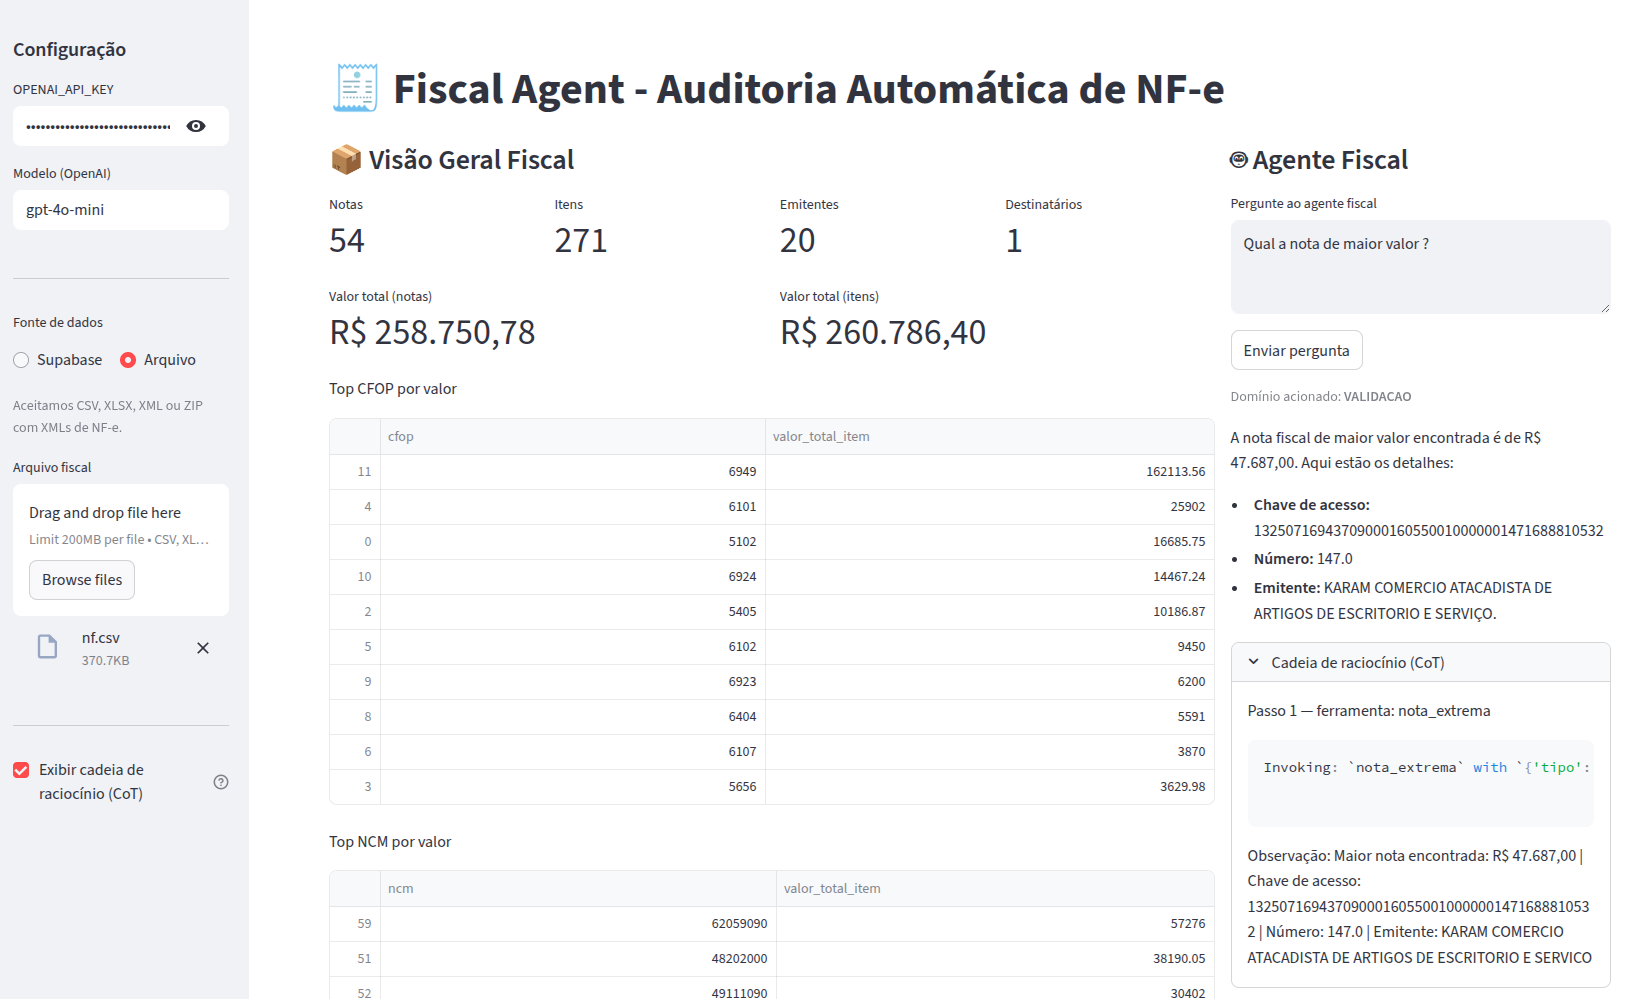 Configuração
OPENAI_API_KEY
••••••••••••••••••••••••••••••
Modelo (OpenAI)
gpt-4o-mini
Fonte de dados
Supabase
Arquivo
Aceitamos CSV, XLSX, XML ou ZIP
com XMLs de NF-e.
Arquivo fiscal
Drag and drop file here
Limit 200MB per file • CSV, XL...
Browse files
nf.csv
370.7KB
Exibir cadeia de
raciocínio (CoT)
Fiscal Agent - Auditoria Automática de NF-e
Visão Geral Fiscal
Notas
54
Itens
271
Emitentes
20
Destinatários
1
Valor total (notas)
R$ 258.750,78
Valor total (itens)
R$ 260.786,40
Top CFOP por valor
cfop valor_total_item
11 6949 162113.56
4 6101 25902
0 5102 16685.75
10 6924 14467.24
2 5405 10186.87
5 6102 9450
9 6923 6200
8 6404 5591
6 6107 3870
3 5656 3629.98
Top NCM por valor
ncm valor_total_item
59 62059090 57276
51 48202000 38190.05
52 49111090 30402
Agente Fiscal
Pergunte ao agente fiscal
Qual a nota de maior valor ?
Enviar pergunta
Domínio acionado: VALIDACAO
A nota fiscal de maior valor encontrada é de R$
47.687,00. Aqui estão os detalhes:
• Chave de acesso:
13250716943709000160550010000001471688810532
• Número: 147.0
• Emitente: KARAM COMERCIO ATACADISTA DE
ARTIGOS DE ESCRITORIO E SERVIÇO.
Cadeia de raciocínio (CoT)
Passo 1 — ferramenta: nota_extrema
Invoking: `nota_extrema` with `{'tipo':
Observação: Maior nota encontrada: R$ 47.687,00 |
Chave de acesso:
1325071694370900016055001000000147168881053
2 | Número: 147.0 | Emitente: KARAM COMERCIO
ATACADISTA DE ARTIGOS DE ESCRITORIO E SERVICO